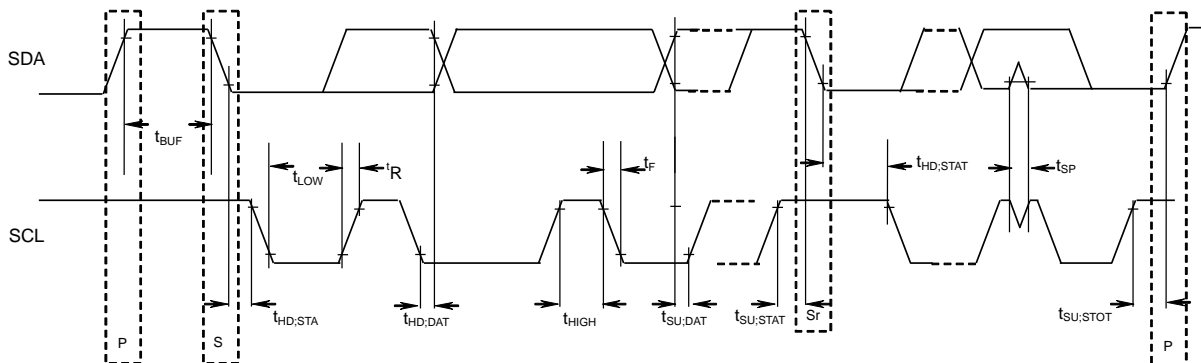 SDA
tBUF
tLOW
tR
tF
tHD;STAT
tSP
SCL
tHD;STA
tHD;DAT
tHIGH
tSU;DAT
tSU;STAT
Sr
tSU;STOT
P
S
P